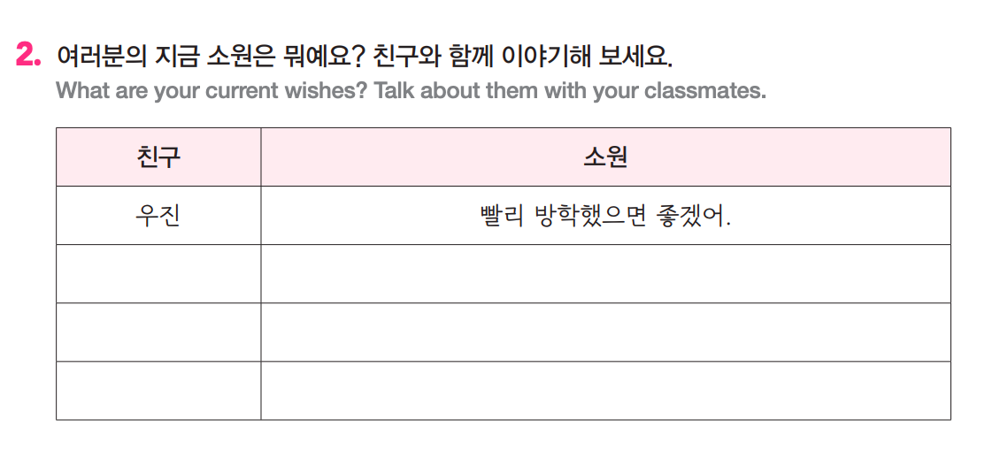 2. 여러분의 지금 소원은 뭐예요? 친구와 함께 이야기해 보세요.
What are your current wishes? Talk about them with your classmates.
친구 소원
우진 빨리 방학했으면 좋겠어.